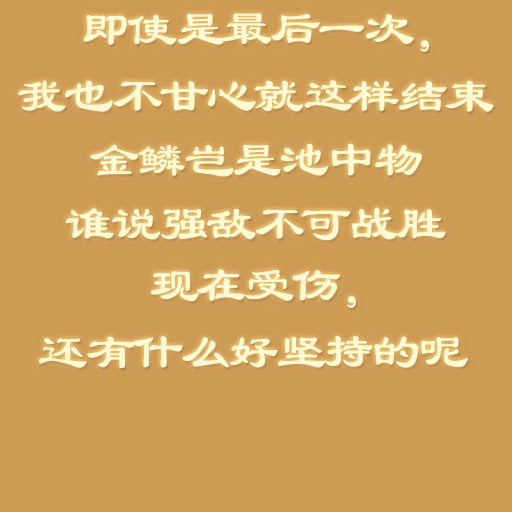 即使是最后一次，
我也不甘心就这样结束
金鳞岂是池中物
谁说强敌不可战胜
现在受伤，
还有什么好坚持的呢